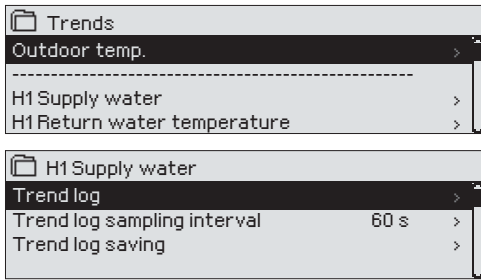 Trends
Outdoor temp. >
----------------------------------------------------
H1 Supply water >
H1 Return water temperature >
H1 Supply water
Trend log >
Trend log sampling interval 60 s >
Trend log saving >